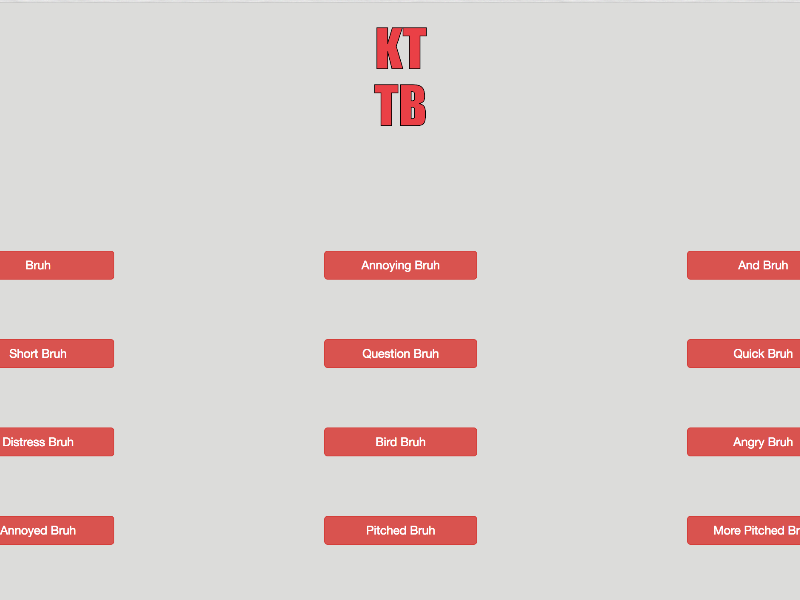 KT
TB
Bruh
Annoying Bruh
And Bruh
Short Bruh
Question Bruh
Quick Bruh
Distress Bruh
Bird Bruh
Angry Bruh
Annoyed Bruh
Pitched Bruh
More Pitched Br